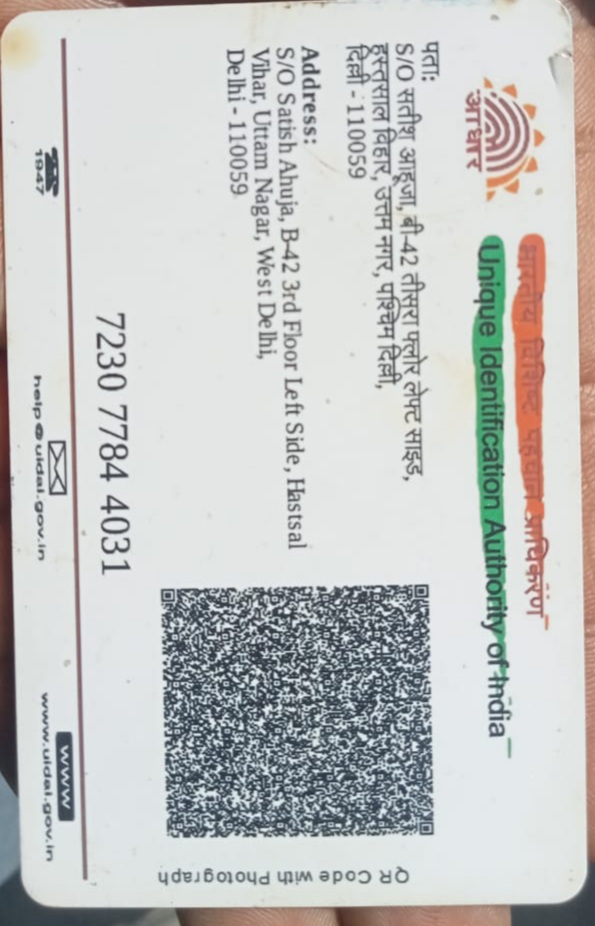 भारतीय विशिष्ट पहचान प्राधिकरण
Unique Identification Authority of India
आधार
पताः
S/O सतीश आहूजा, बी-42 तीसरा फ्लोर लेफ्ट साइड,
हस्तसाल विहार, उत्तम नगर, पश्चिम दिल्ली,
दिल्ली - 110059
Address:
S/O Satish Ahuja, B-42 3rd Floor Left Side, Hastsal
Vihar, Uttam Nagar, West Delhi,
Delhi - 110059
QR Code with Photograph
7230 7784 4031
1947
help@uidai.gov.in
www
www.uidai.gov.in